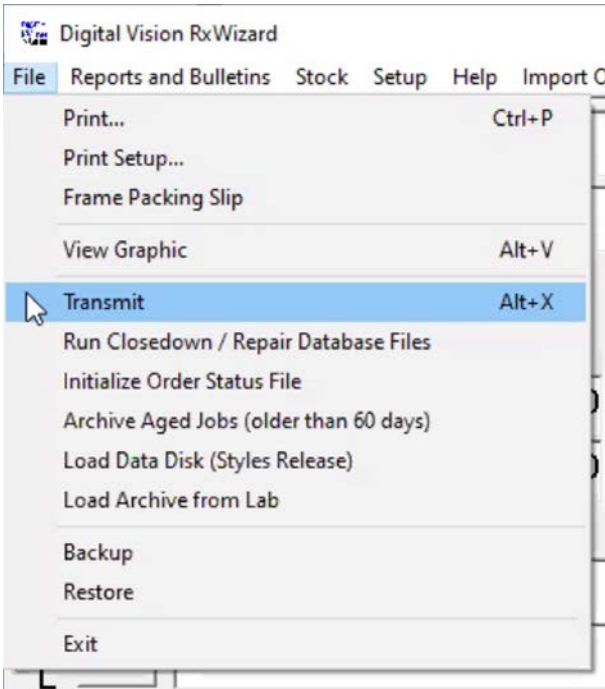 Digital Vision RxWizard
File Reports and Bulletins Stock Setup Help Import
Print... Ctrl+P
Print Setup...
Frame Packing Slip
View Graphic Alt+V
Transmit Alt+X
Run Closedown / Repair Database Files
Initialize Order Status File
Archive Aged Jobs (older than 60 days)
Load Data Disk (Styles Release)
Load Archive from Lab
Backup
Restore
Exit